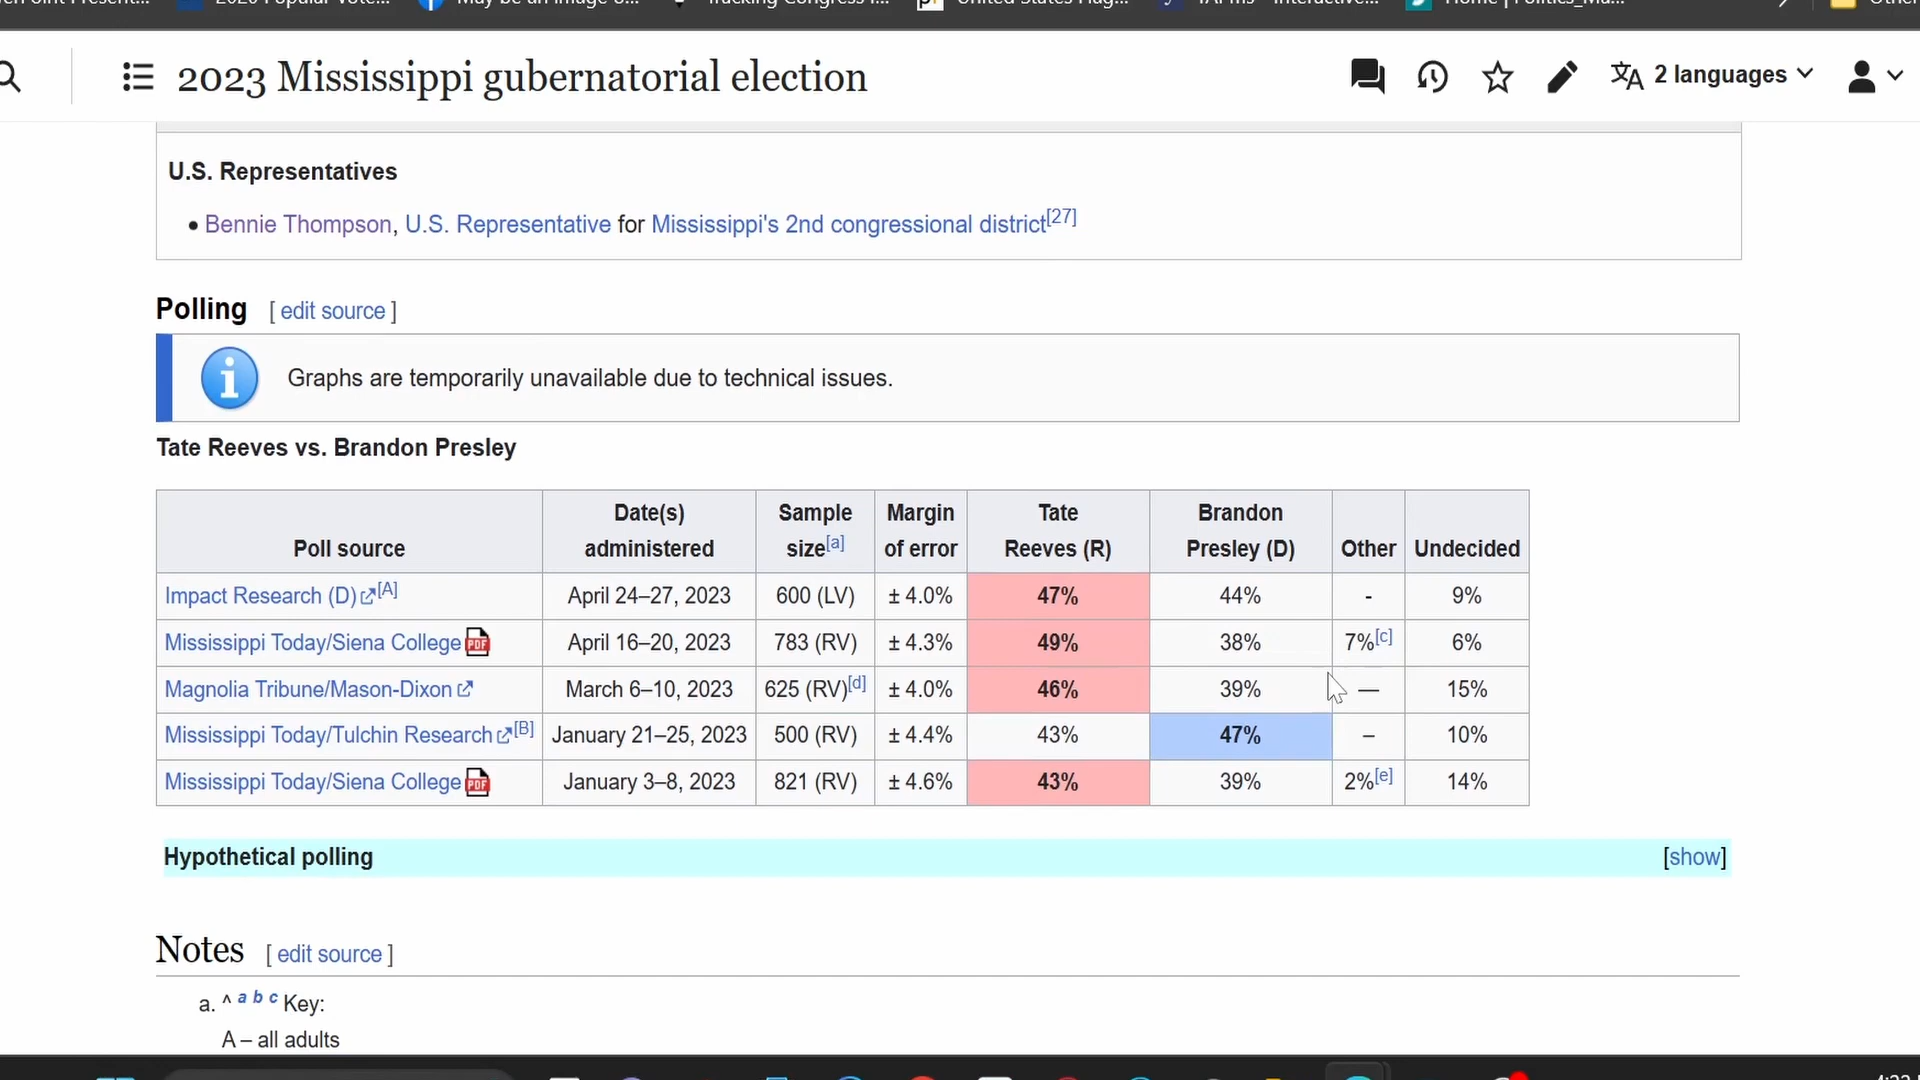 2023 Mississippi gubernatorial election
2 languages
U.S. Representatives
• Bennie Thompson, U.S. Representative for Mississippi's 2nd congressional district[27]
Polling [ edit source ]
Graphs are temporarily unavailable due to technical issues.
Tate Reeves vs. Brandon Presley
Poll source Date(s) administered Sample size[a] Margin of error Tate Reeves (R) Brandon Presley (D) Other Undecided
Impact Research (D)[A] April 24–27, 2023 600 (LV) ± 4.0% 47% 44% - 9%
Mississippi Today/Siena College PDF April 16–20, 2023 783 (RV) ± 4.3% 49% 38% 7%[c] 6%
Magnolia Tribune/Mason-Dixon March 6–10, 2023 625 (RV)[d] ± 4.0% 46% 39% — 15%
Mississippi Today/Tulchin Research[B] January 21–25, 2023 500 (RV) ± 4.4% 43% 47% – 10%
Mississippi Today/Siena College PDF January 3–8, 2023 821 (RV) ± 4.6% 43% 39% 2%[e] 14%
Hypothetical polling [show]
Notes [ edit source ]
a. ^ a b c Key:
A – all adults